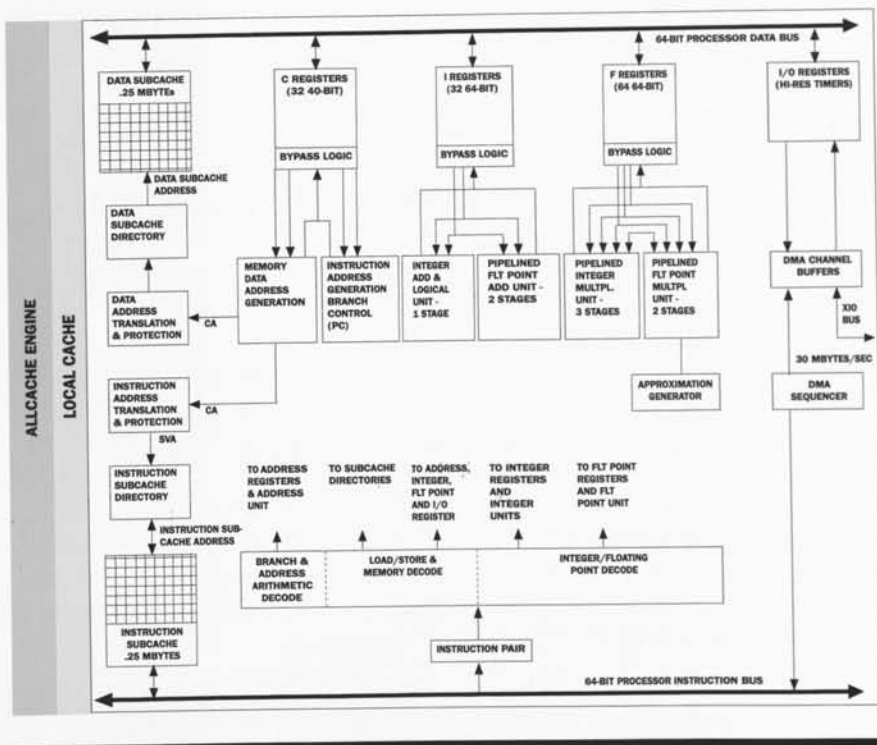 ALLCACHE ENGINE
LOCAL CACHE
64-BIT PROCESSOR DATA BUS
DATA SUBCACHE
.25 MBYTEs
C REGISTERS
(32 40-BIT)
BYPASS LOGIC
I REGISTERS
(32 64-BIT)
BYPASS LOGIC
F REGISTERS
(64 64-BIT)
BYPASS LOGIC
I/O REGISTERS
(HI-RES TIMERS)
DATA SUBCACHE
ADDRESS
DATA
SUBCACHE
DIRECTORY
DATA
ADDRESS
TRANSLATION
& PROTECTION
CA
MEMORY
DATA
ADDRESS
GENERATION
INSTRUCTION
ADDRESS
GENERATION
BRANCH
CONTROL
(PC)
INTEGER
ADD &
LOGICAL
UNIT -
1 STAGE
PIPELINED
FLT POINT
ADD UNIT -
2 STAGES
PIPELINED
INTEGER
MULTPL.
UNIT -
3 STAGES
PIPELINED
FLT POINT
MULTPL
UNIT -
2 STAGES
DMA CHANNEL
BUFFERS
XIO
BUS
30 MBYTES/SEC
INSTRUCTION
ADDRESS
TRANSLATION
& PROTECTION
CA
APPROXIMATION
GENERATOR
DMA
SEQUENCER
SVA
INSTRUCTION
SUBCACHE
DIRECTORY
TO ADDRESS
REGISTERS
& ADDRESS
UNIT
TO SUBCACHE
DIRECTORIES
TO ADDRESS,
INTEGER,
FLT POINT
AND I/O
REGISTER
TO INTEGER
REGISTERS
AND
INTEGER
UNITS
TO FLT POINT
REGISTERS
AND FLT
POINT UNIT
INSTRUCTION SUB-
CACHE ADDRESS
BRANCH &
ADDRESS
ARITHMETIC
DECODE
LOAD/STORE &
MEMORY DECODE
INTEGER/FLOATING
POINT DECODE
INSTRUCTION
SUBCACHE
.25 MBYTES
INSTRUCTION PAIR
64-BIT PROCESSOR INSTRUCTION BUS